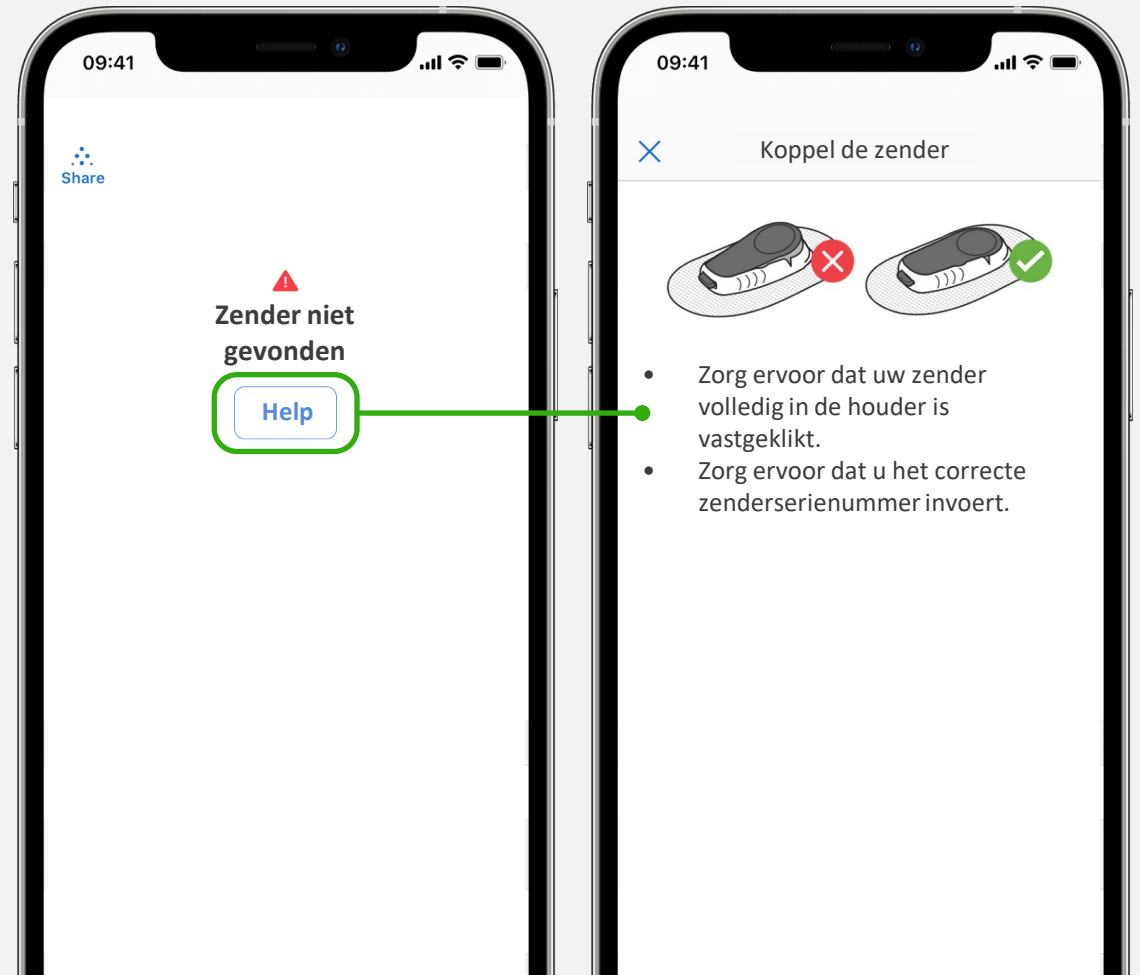 09:41
Share
Zender niet
gevonden
Help
09:41
Koppel de zender
• Zorg ervoor dat uw zender
volledig in de houder is
vastgeklikt.
• Zorg ervoor dat u het correcte
zenderserienummer invoert.